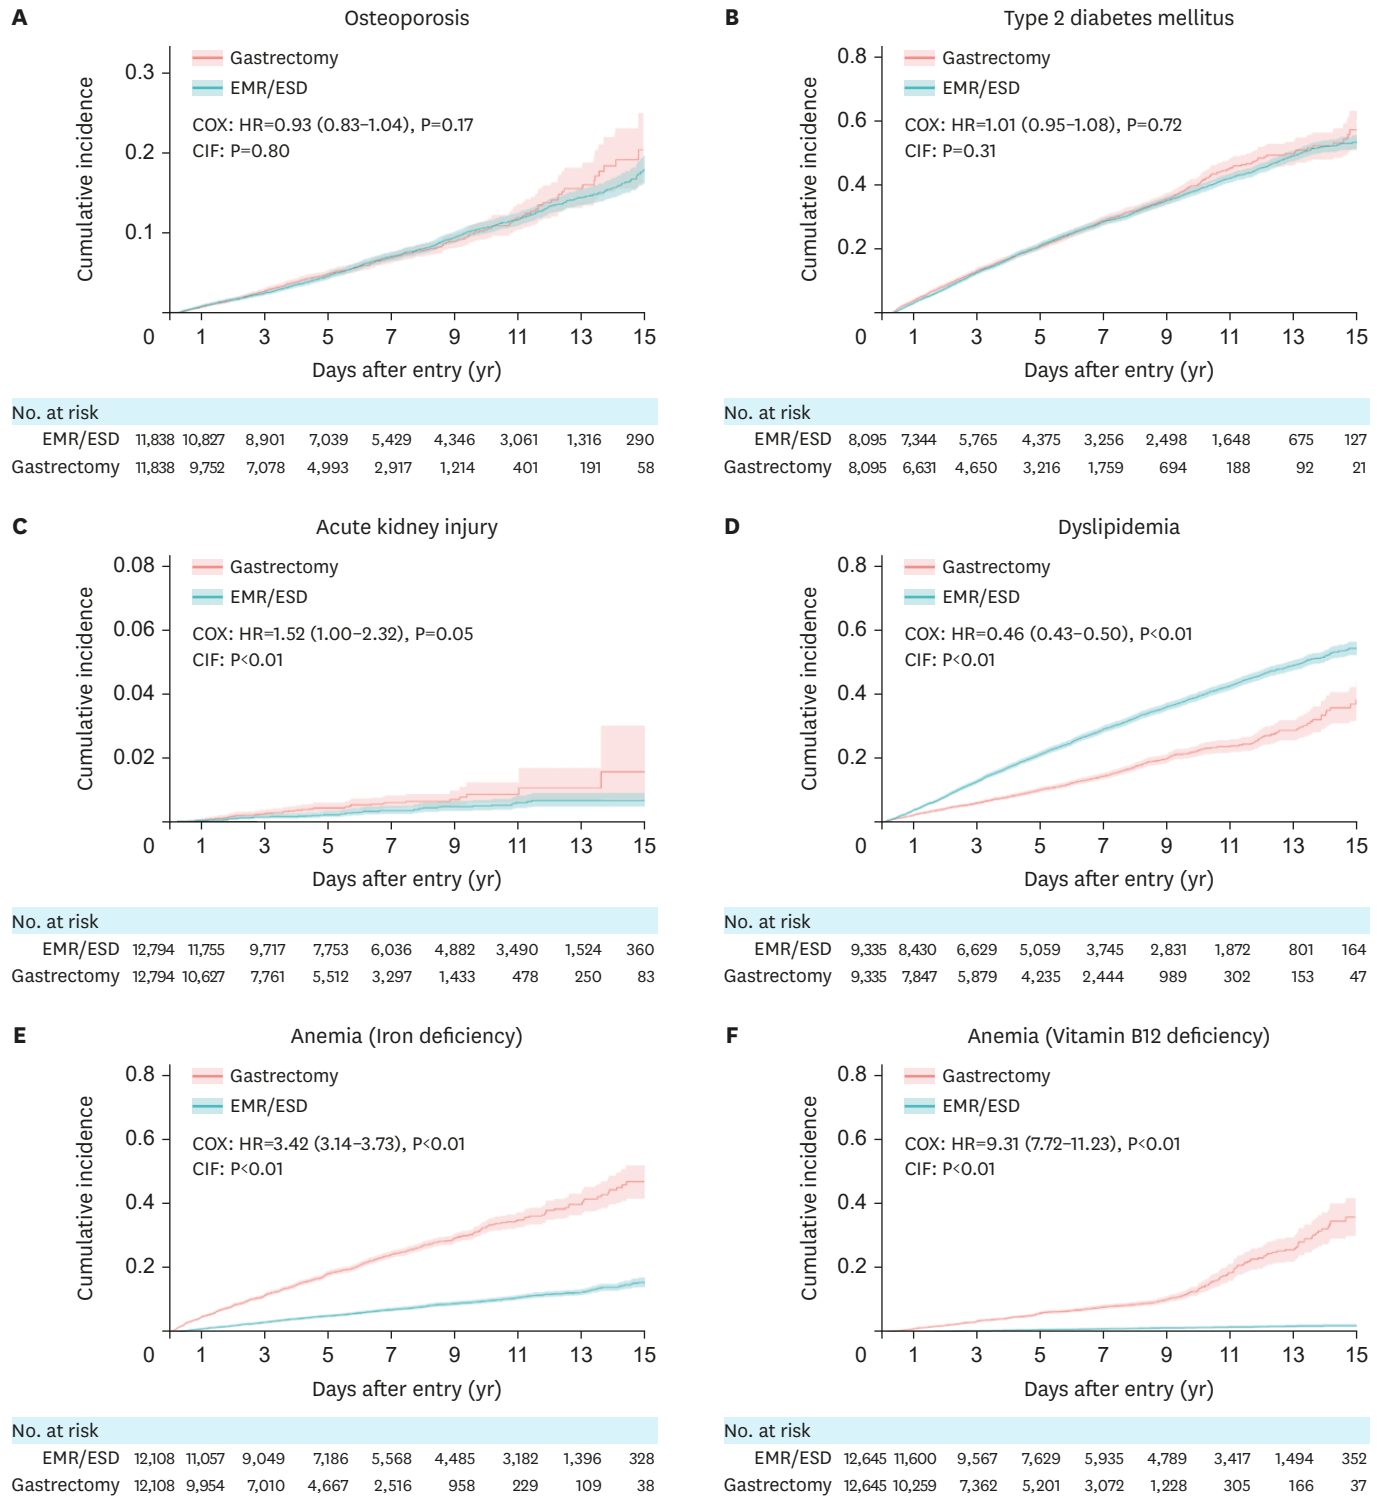 A
Osteoporosis
Cumulative incidence
0.3
0.2
0.1
Gastrectomy
EMR/ESD
COX: HR=0.93 (0.83–1.04), P=0.17
CIF: P=0.80
0 1 3 5 7 9 11 13 15
Days after entry (yr)
No. at risk
EMR/ESD 11,838 10,827 8,901 7,039 5,429 4,346 3,061 1,316 290
Gastrectomy 11,838 9,752 7,078 4,993 2,917 1,214 401 191 58
B
Type 2 diabetes mellitus
Cumulative incidence
0.8
0.6
0.4
0.2
Gastrectomy
EMR/ESD
COX: HR=1.01 (0.95–1.08), P=0.72
CIF: P=0.31
0 1 3 5 7 9 11 13 15
Days after entry (yr)
No. at risk
EMR/ESD 8,095 7,344 5,765 4,375 3,256 2,498 1,648 675 127
Gastrectomy 8,095 6,631 4,650 3,216 1,759 694 188 92 21
C
Acute kidney injury
Cumulative incidence
0.08
0.06
0.04
0.02
Gastrectomy
EMR/ESD
COX: HR=1.52 (1.00–2.32), P=0.05
CIF: P<0.01
0 1 3 5 7 9 11 13 15
Days after entry (yr)
No. at risk
EMR/ESD 12,794 11,755 9,717 7,753 6,036 4,882 3,490 1,524 360
Gastrectomy 12,794 10,627 7,761 5,512 3,297 1,433 478 250 83
D
Dyslipidemia
Cumulative incidence
0.8
0.6
0.4
0.2
Gastrectomy
EMR/ESD
COX: HR=0.46 (0.43–0.50), P<0.01
CIF: P<0.01
0 1 3 5 7 9 11 13 15
Days after entry (yr)
No. at risk
EMR/ESD 9,335 8,430 6,629 5,059 3,745 2,831 1,872 801 164
Gastrectomy 9,335 7,847 5,879 4,235 2,444 989 302 153 47
E
Anemia (Iron deficiency)
Cumulative incidence
0.8
0.6
0.4
0.2
Gastrectomy
EMR/ESD
COX: HR=3.42 (3.14–3.73), P<0.01
CIF: P<0.01
0 1 3 5 7 9 11 13 15
Days after entry (yr)
No. at risk
EMR/ESD 12,108 11,057 9,049 7,186 5,568 4,485 3,182 1,396 328
Gastrectomy 12,108 9,954 7,010 4,667 2,516 958 229 109 38
F
Anemia (Vitamin B12 deficiency)
Cumulative incidence
0.8
0.6
0.4
0.2
Gastrectomy
EMR/ESD
COX: HR=9.31 (7.72–11.23), P<0.01
CIF: P<0.01
0 1 3 5 7 9 11 13 15
Days after entry (yr)
No. at risk
EMR/ESD 12,645 11,600 9,567 7,629 5,935 4,789 3,417 1,494 352
Gastrectomy 12,645 10,259 7,362 5,201 3,072 1,228 305 166 37